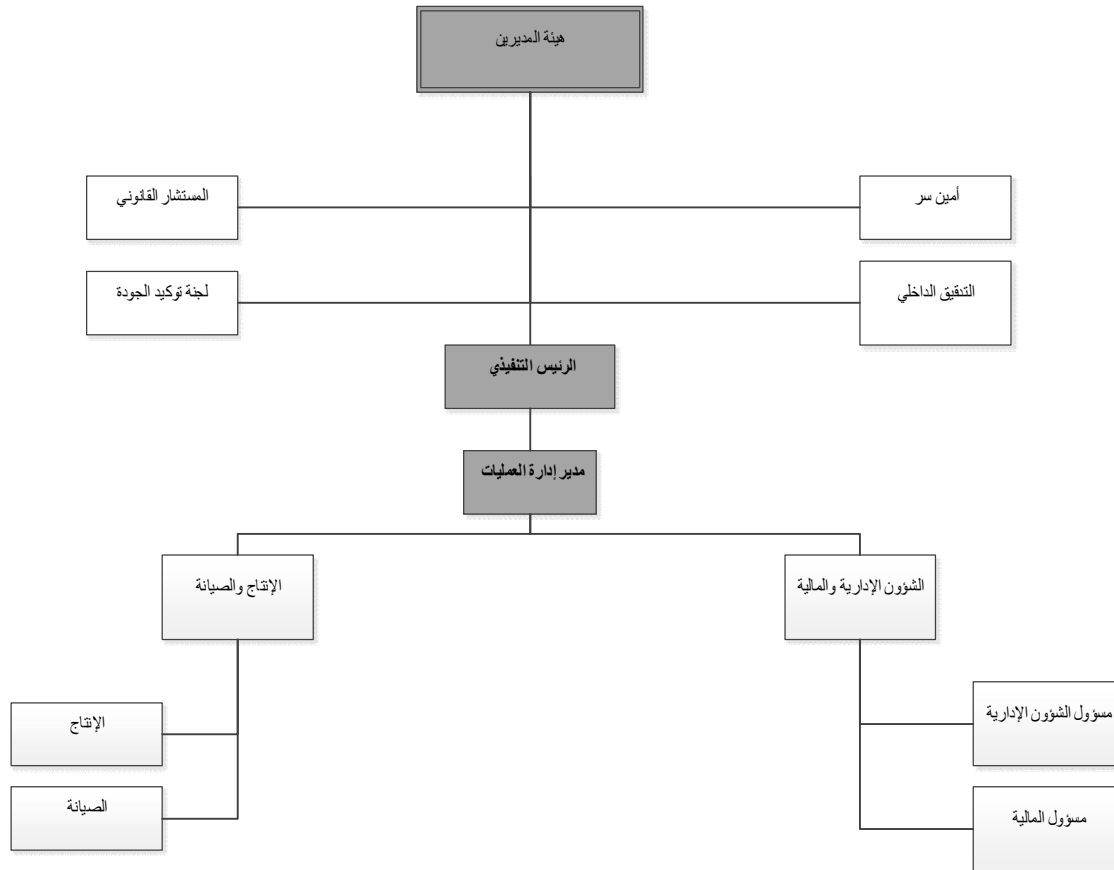 هيئة المديرين
أمين سر
المستشار القانوني
التدقيق الداخلي
لجنة توكيد الجودة
الرئيس التنفيذي
مدير إدارة العمليات
الشؤون الإدارية والمالية
الإنتاج والصيانة
مسؤول الشؤون الإدارية
الإنتاج
مسؤول المالية
الصيانة